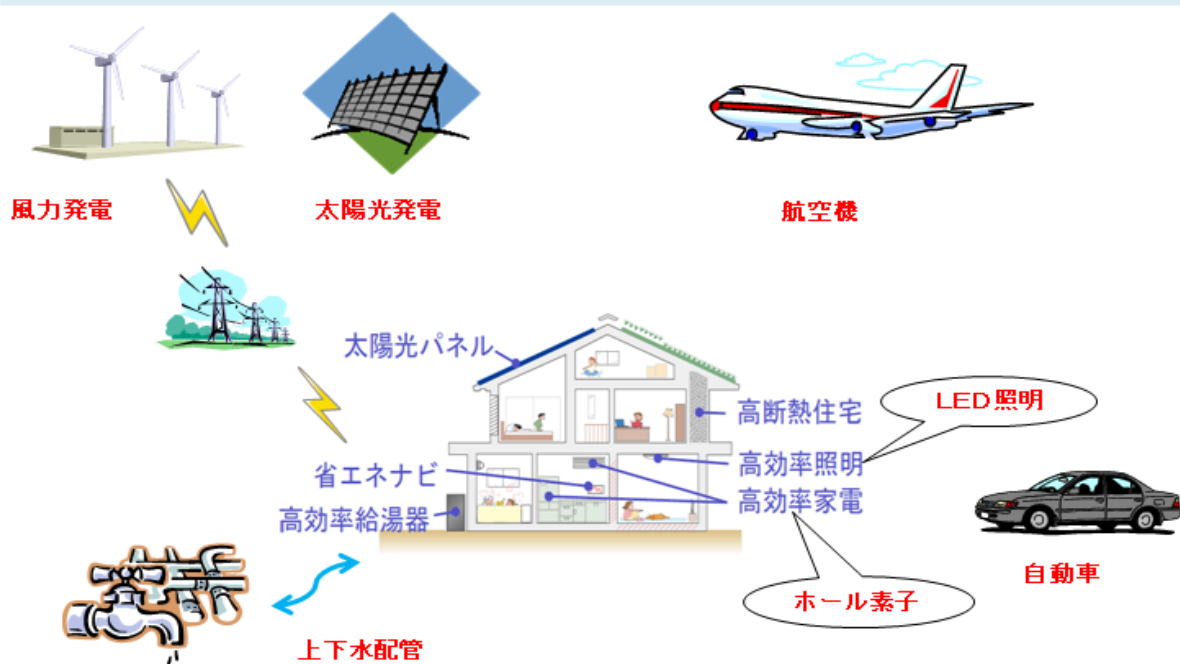 風力発電
太陽光発電
航空機
太陽光パネル
LED照明
高断熱住宅
高効率照明
省エネナビ
高効率家電
高効率給湯器
自動車
ホール素子
上下水配管